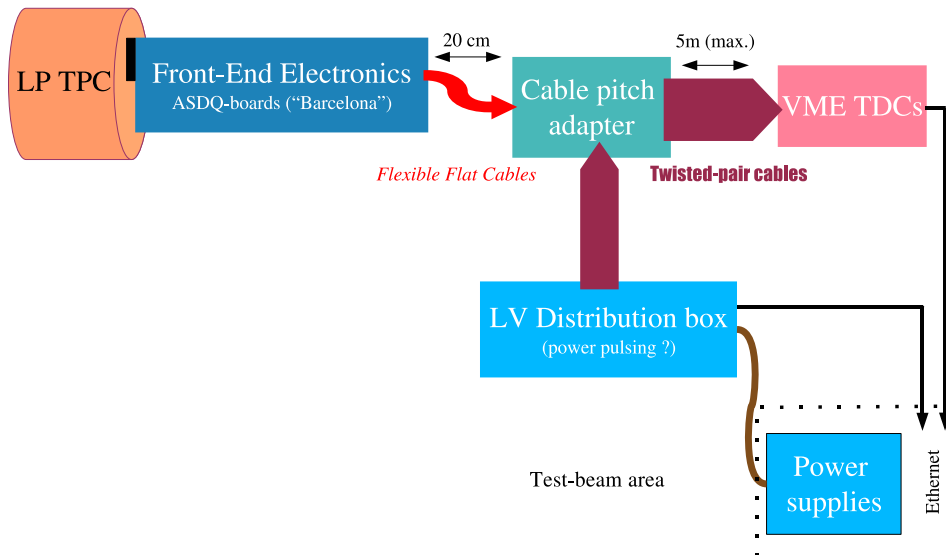 20 cm
5m (max.)
LP TPC
Front-End Electronics
ASDQ-boards (“Barcelona”)
Cable pitch
adapter
VME TDCs
Flexible Flat Cables
Twisted-pair cables
LV Distribution box
(power pulsing ?)
Test-beam area
Power
supplies
Ethernet